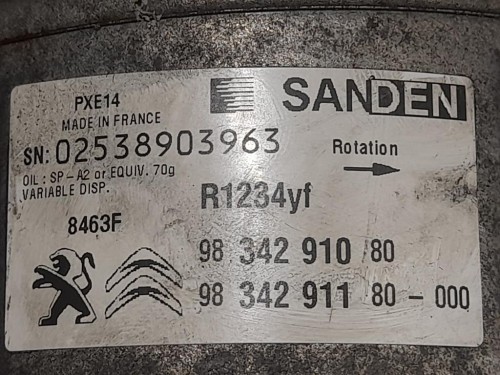 PXE14
MADE IN FRANCE
SANDEN
SN: 02538903963
Rotation
OIL : SP-A2 or EQUIV. 70g
VARIABLE DISP.
R1234yf
8463F
98 342 910 80
98 342 911 80-000